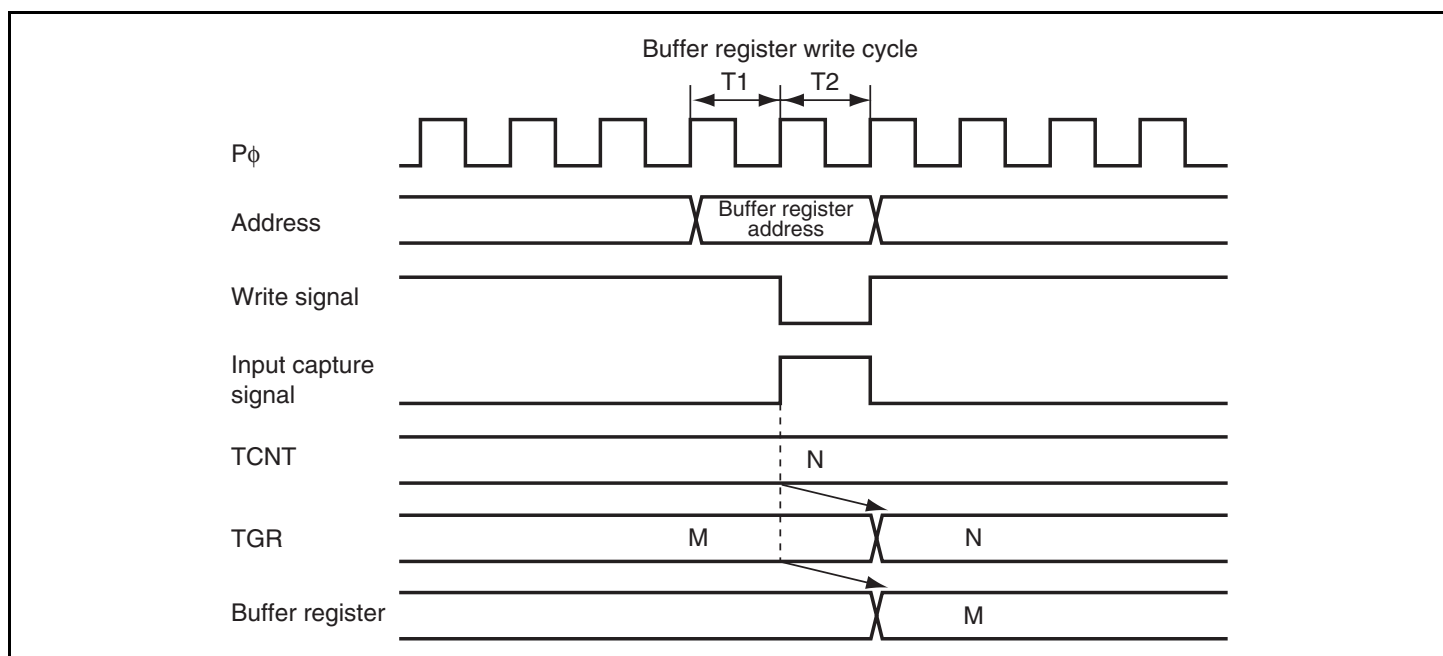 Buffer register write cycle
T1 T2
Pϕ
Address
Buffer register
address
Write signal
Input capture
signal
TCNT
N
TGR
M N
Buffer register
M